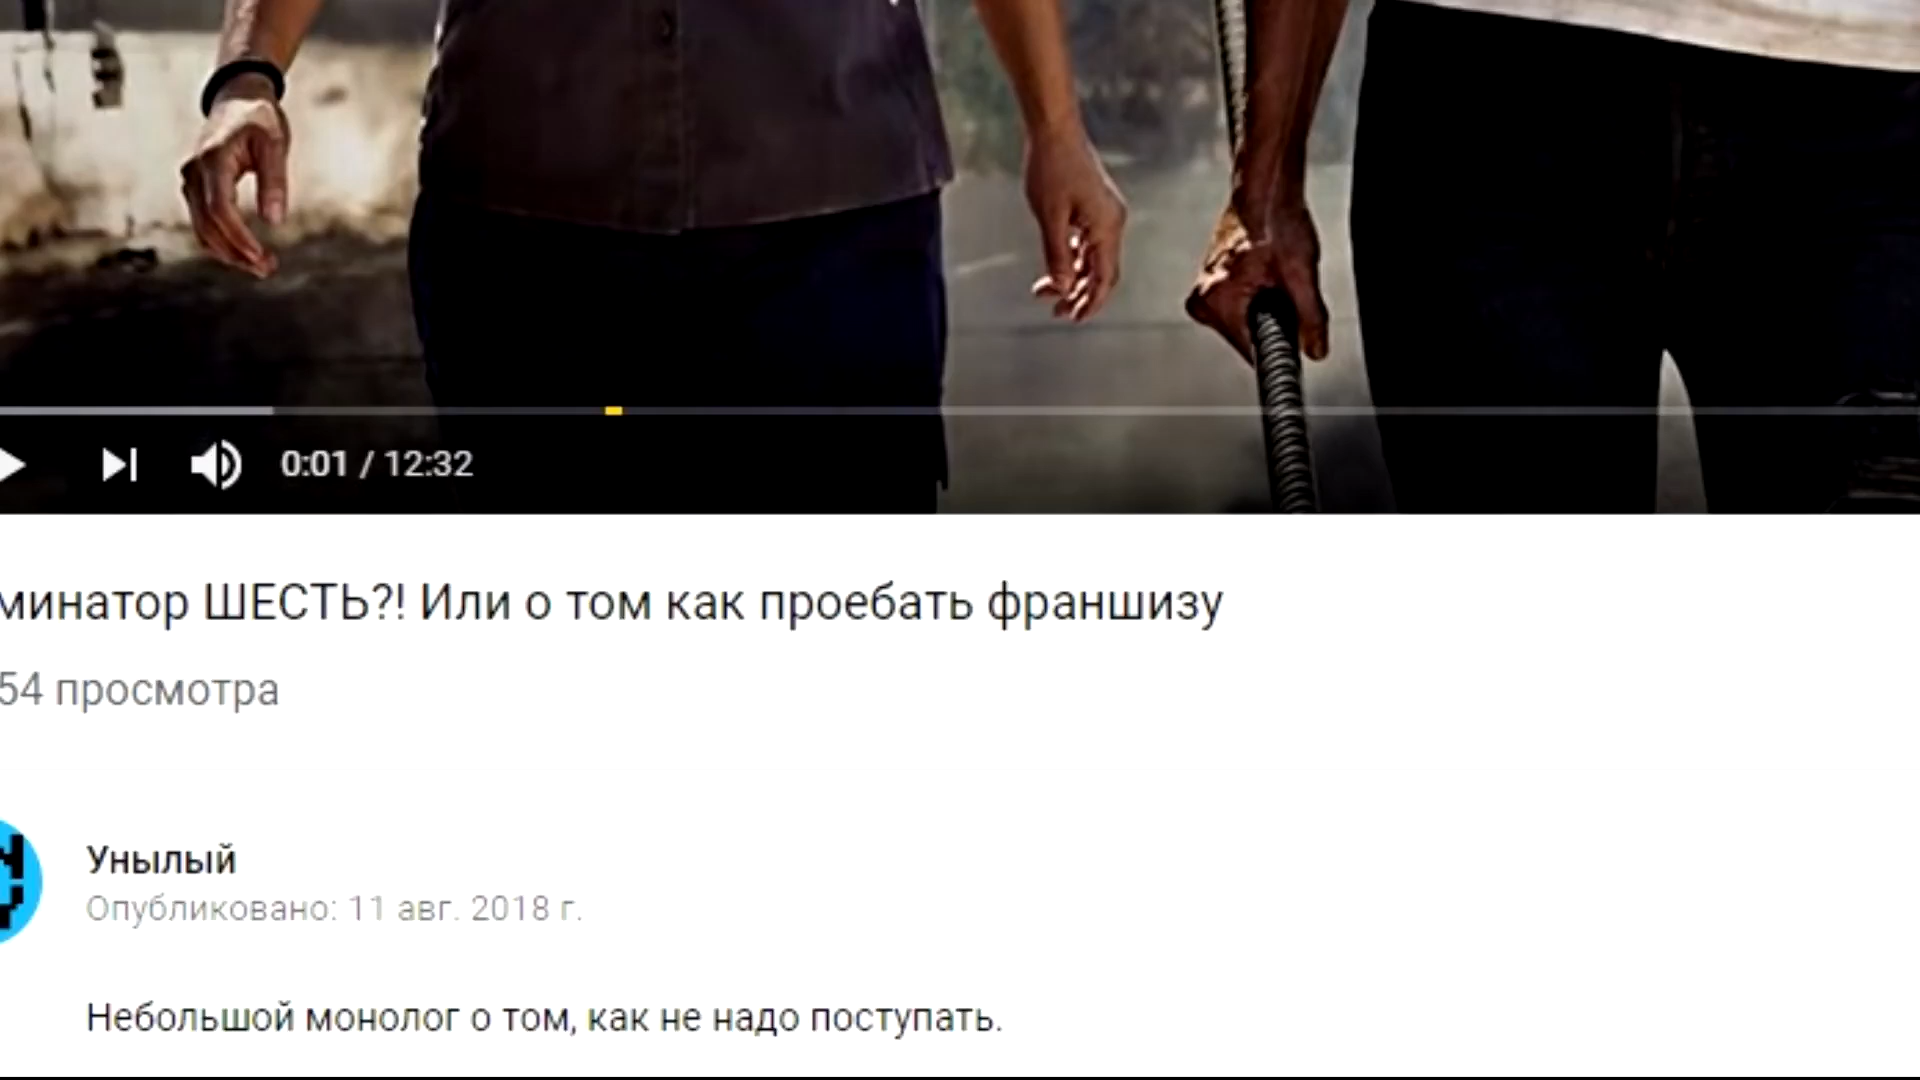 0:01 / 12:32
минатор ШЕСТЬ?! Или о том как проебать франшизу
54 просмотра
Унылый
Опубликовано: 11 авг. 2018 г.
Небольшой монолог о том, как не надо поступать.